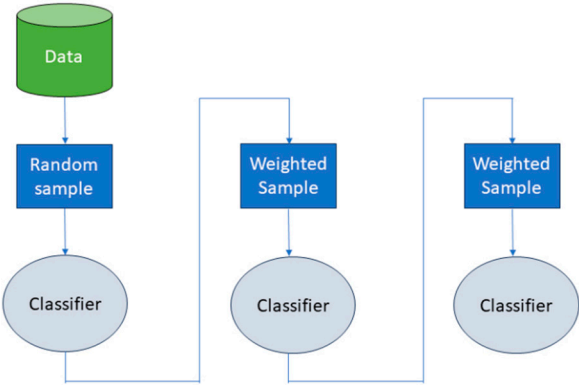 Data
Random
sample
Weighted
Sample
Weighted
Sample
Classifier
Classifier
Classifier